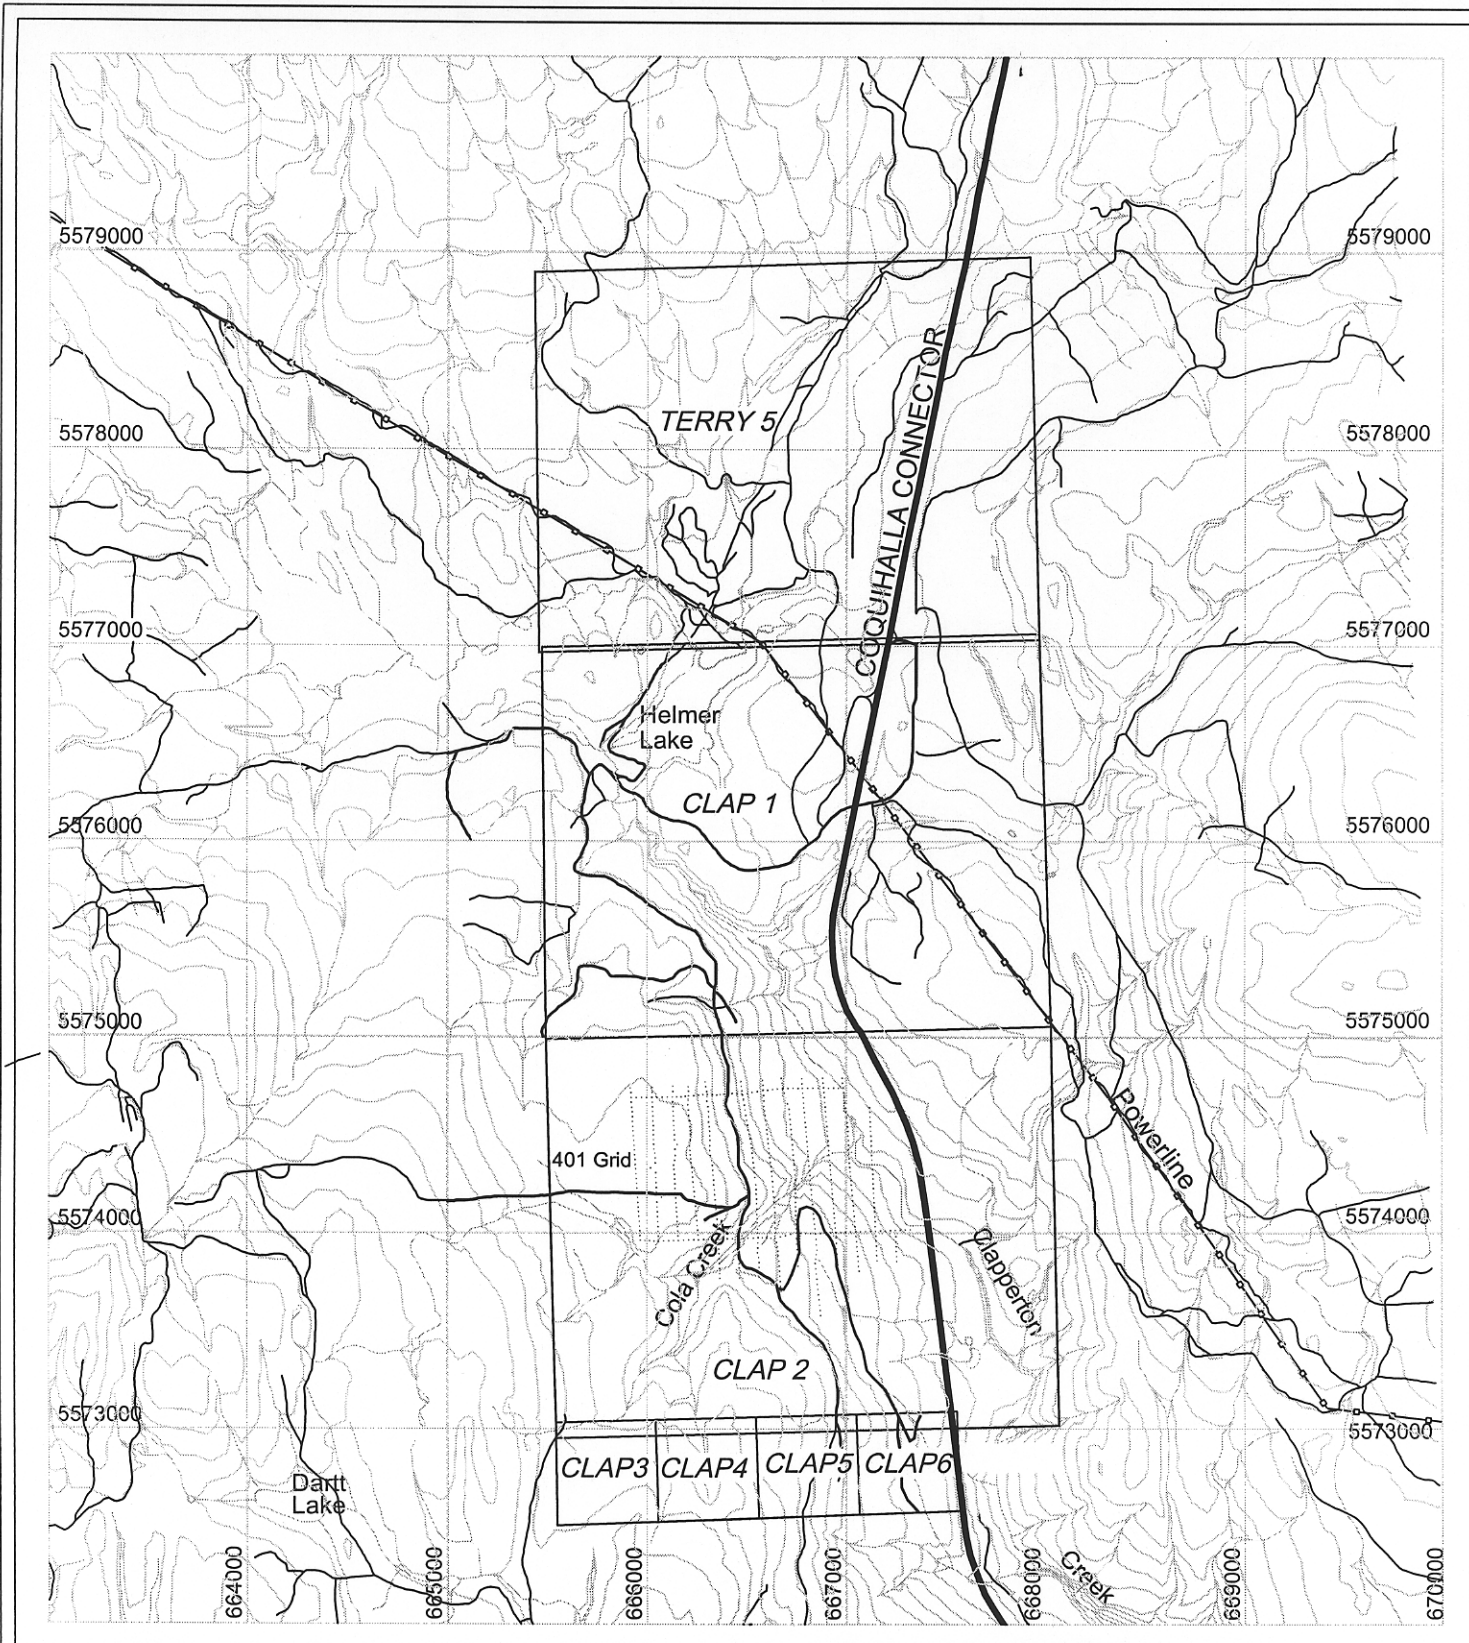 5579000
5579000
TERRY 5
COQUIHALLA CONNECTOR
5578000
5578000
5577000
5577000
Helmer
Lake
CLAP 1
5576000
5576000
5575000
5575000
Powerline
401 Grid
5574000
5574000
Cola Creek
Clapperton
CLAP 2
5573000
5573000
CLAP3
CLAP4
CLAP5
CLAP6
Dartt
Lake
664000
665000
666000
667000
668000
Creek
669000
670000